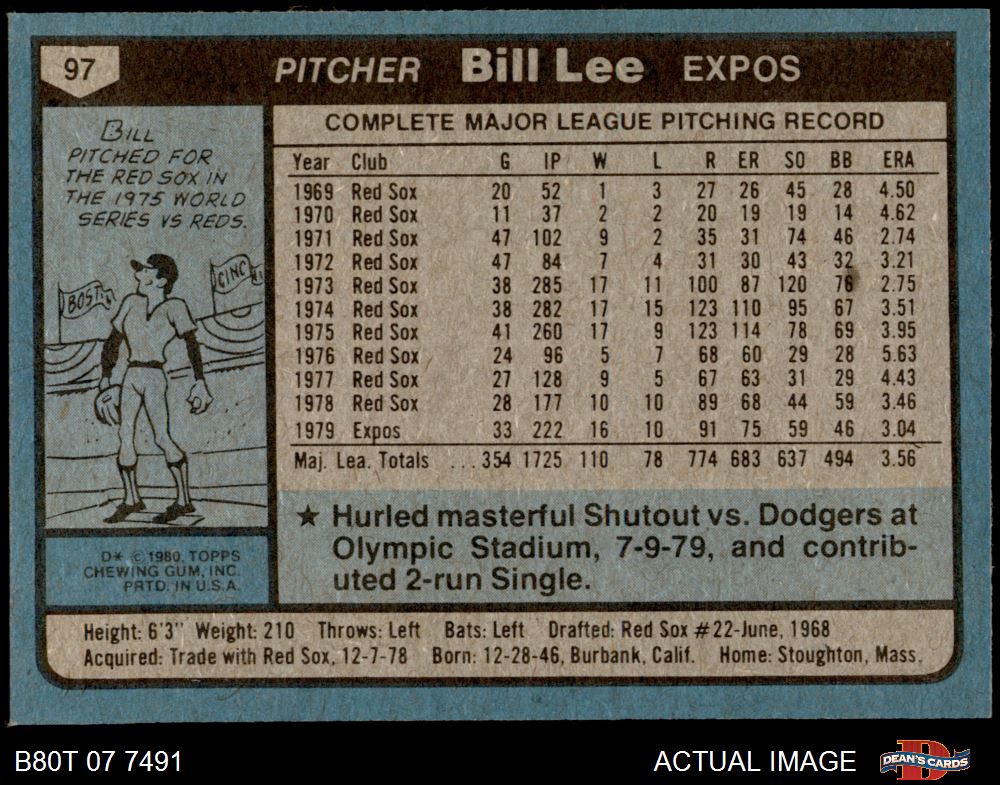 97 PITCHER Bill Lee EXPOS
BILL
PITCHED FOR
THE RED SOX IN
THE 1975 WORLD
SERIES VS REDS.
BOST.
CINC
D* © 1980 TOPPS
CHEWING GUM, INC.
PRTD. IN U.S.A.
COMPLETE MAJOR LEAGUE PITCHING RECORD
Year Club G IP W L R ER SO BB ERA
1969 Red Sox 20 52 1 3 27 26 45 28 4.50
1970 Red Sox 11 37 2 2 20 19 19 14 4.62
1971 Red Sox 47 102 9 2 35 31 74 46 2.74
1972 Red Sox 47 84 7 4 31 30 43 32 3.21
1973 Red Sox 38 285 17 11 100 87 120 76 2.75
1974 Red Sox 38 282 17 15 123 110 95 67 3.51
1975 Red Sox 41 260 17 9 123 114 78 69 3.95
1976 Red Sox 24 96 5 7 68 60 29 28 5.63
1977 Red Sox 27 128 9 5 67 63 31 29 4.43
1978 Red Sox 28 177 10 10 89 68 44 59 3.46
1979 Expos 33 222 16 10 91 75 59 46 3.04
Maj. Lea. Totals ...354 1725 110 78 774 683 637 494 3.56
★ Hurled masterful Shutout vs. Dodgers at
Olympic Stadium, 7-9-79, and contrib-
uted 2-run Single.
Height: 6'3" Weight: 210 Throws: Left Bats: Left Drafted: Red Sox #22-June, 1968
Acquired: Trade with Red Sox, 12-7-78 Born: 12-28-46, Burbank, Calif. Home: Stoughton, Mass.
B80T 07 7491 ACTUAL IMAGE D DEAN'S CARDS